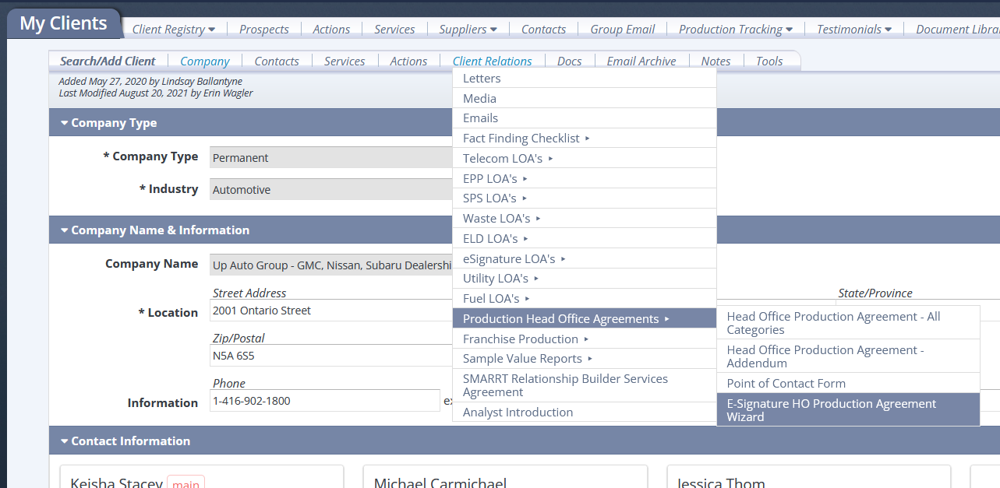 My Clients
Client Registry Prospects Actions Services Suppliers Contacts Group Email Production Tracking Testimonials Document
Search/Add Client Company Contacts Services Actions Client Relations Docs Email Archive Notes Tools
Added May 27, 2020 by Lindsay Ballantyne
Last Modified August 20, 2021 by Erin Wagler
Company Type
* Company Type Permanent
* Industry Automotive
Company Name & Information
Company Name Up Auto Group - GMC, Nissan, Subaru
Street Address
State/Province
* Location 2001 Ontario Street
Zip/Postal
N5A 6S5
Phone
Information 1-416-902-1800
Letters
Media
Emails
Fact Finding Checklist
Telecom LOA's
EPP LOA's
SPS LOA's
Waste LOA's
ELD LOA's
eSignature LOA's
Utility LOA's
Fuel LOA's
Production Head Office Agreements
Franchise Production
Sample Value Reports
SMARRT Relationship Builder Services
Agreement
Analyst Introduction
Head Office Production Agreement - All
Categories
Head Office Production Agreement -
Addendum
Point of Contact Form
E-Signature HO Production Agreement
Wizard
Contact Information
Keisha Stacey main
Michael Carmichael
Jessica Thom